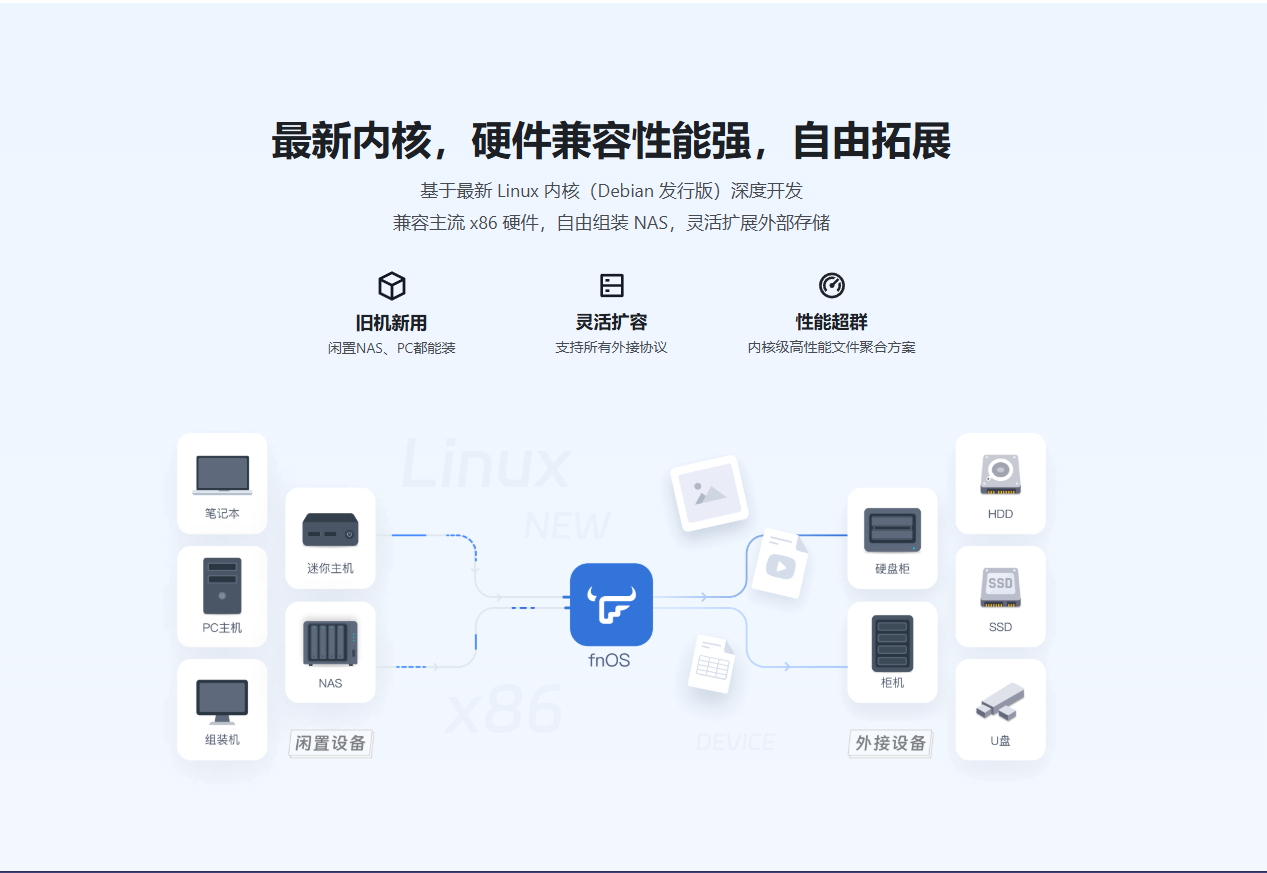 最新内核，硬件兼容性能强，自由拓展
基于最新 Linux 内核（Debian 发行版）深度开发
兼容主流 x86 硬件，自由组装 NAS，灵活扩展外部存储
旧机新用
闲置NAS、PC都能装
灵活扩容
支持所有外接协议
性能超群
内核级高性能文件聚合方案
笔记本
PC主机
组装机
迷你主机
NAS
闲置设备
Linux
NEW
x86
fnOS
DEVICE
硬盘柜
柜机
外接设备
HDD
SSD
SSD
U盘